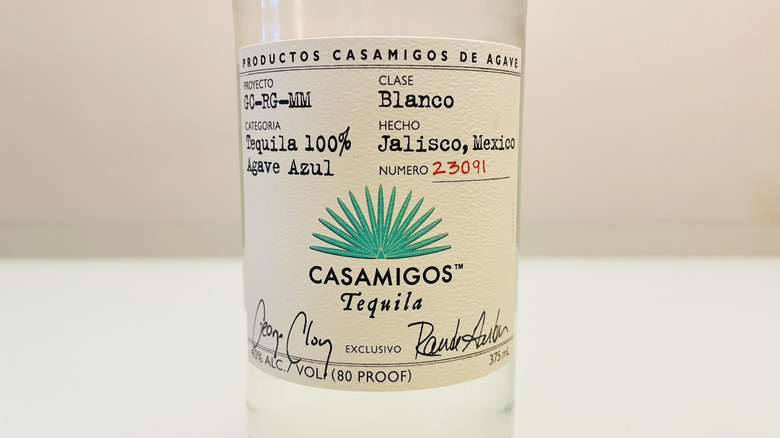 PRODUCTOS CASAMIGOS DE AGAVE
PROYECTO
GC-RG-MM
CLASE
Blanco
CATEGORIA
Tequila 100%
Agave Azul
HECHO
Jalisco, Mexico
NUMERO 23091
CASAMIGOS™
Tequila
EXCLUSIVO
40% ALC./VOL. (80 PROOF)
375 mL